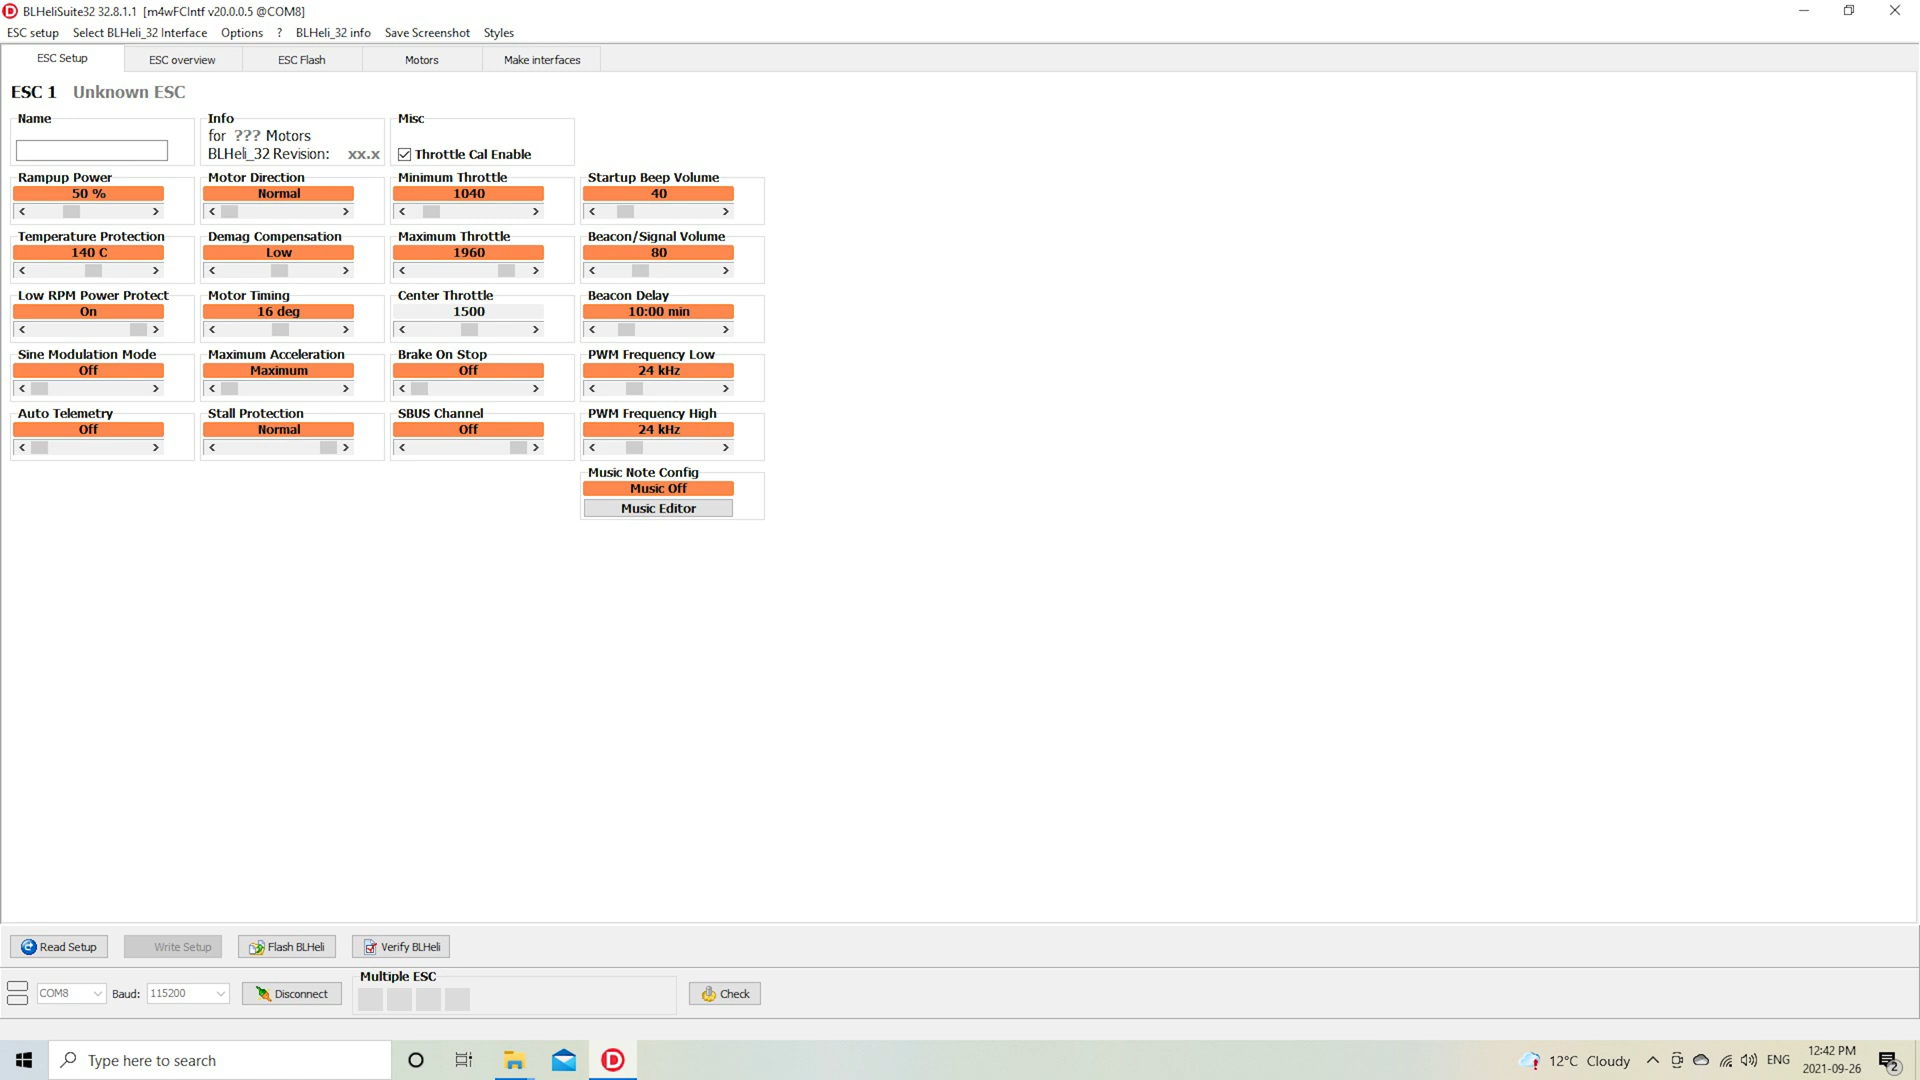 BLHeliSuite32 32.8.1.1 [m4wFCIntf v20.0.0.5 @COM8]
ESC setup Select BLHeli_32 Interface Options ? BLHeli_32 info Save Screenshot Styles
ESC Setup ESC overview ESC Flash Motors Make interfaces
ESC 1 Unknown ESC
Name Info Misc
for ??? Motors
BLHeli_32 Revision: xx.x Throttle Cal Enable
Rampup Power Motor Direction Minimum Throttle Startup Beep Volume
50 % Normal 1040 40
Temperature Protection Demag Compensation Maximum Throttle Beacon/Signal Volume
140 C Low 1960 80
Low RPM Power Protect Motor Timing Center Throttle Beacon Delay
On 16 deg 1500 10:00 min
Sine Modulation Mode Maximum Acceleration Brake On Stop PWM Frequency Low
Off Maximum Off 24 kHz
Auto Telemetry Stall Protection SBUS Channel PWM Frequency High
Off Normal Off 24 kHz
Music Note Config
Music Off
Music Editor
Read Setup Write Setup Flash BLHeli Verify BLHeli
Multiple ESC
COM8 Baud: 115200 Disconnect Check
Type here to search 12°C Cloudy ENG 12:42 PM
2021-09-26 2